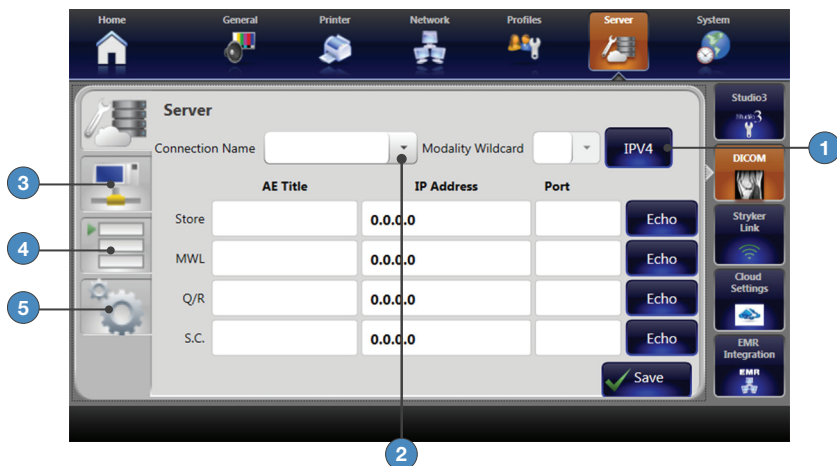 Home General Printer Network Profiles Server System
Server
Studio3
Studio 3
Connection Name Modality Wildcard IPV4
1
DICOM
AE Title IP Address Port
3
Store 0.0.0.0 Echo
Stryker
Link
4
MWL 0.0.0.0 Echo
Cloud
Settings
Q/R 0.0.0.0 Echo
5
S.C. 0.0.0.0 Echo
EMR
Integration
EMR
Save
2